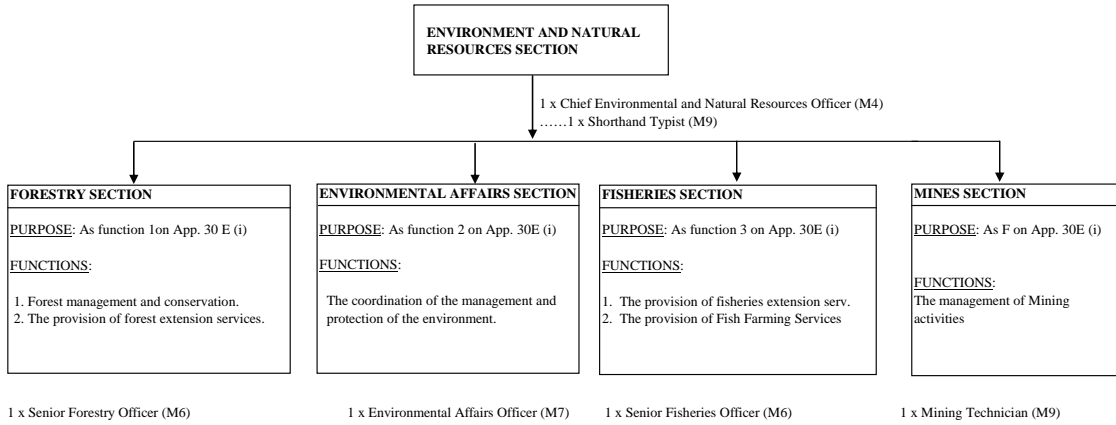 ENVIRONMENT AND NATURAL
RESOURCES SECTION
1 x Chief Environmental and Natural Resources Officer (M4)
……1 x Shorthand Typist (M9)
FORESTRY SECTION
PURPOSE: As function 1on App. 30 E (i)
FUNCTIONS:
1. Forest management and conservation.
2. The provision of forest extension services.
1 x Senior Forestry Officer (M6)
ENVIRONMENTAL AFFAIRS SECTION
PURPOSE: As function 2 on App. 30E (i)
FUNCTIONS:
The coordination of the management and
protection of the environment.
1 x Environmental Affairs Officer (M7)
FISHERIES SECTION
PURPOSE: As function 3 on App. 30E (i)
FUNCTIONS:
1. The provision of fisheries extension serv.
2. The provision of Fish Farming Services
1 x Senior Fisheries Officer (M6)
MINES SECTION
PURPOSE: As F on App. 30E (i)
FUNCTIONS:
The management of Mining
activities
1 x Mining Technician (M9)